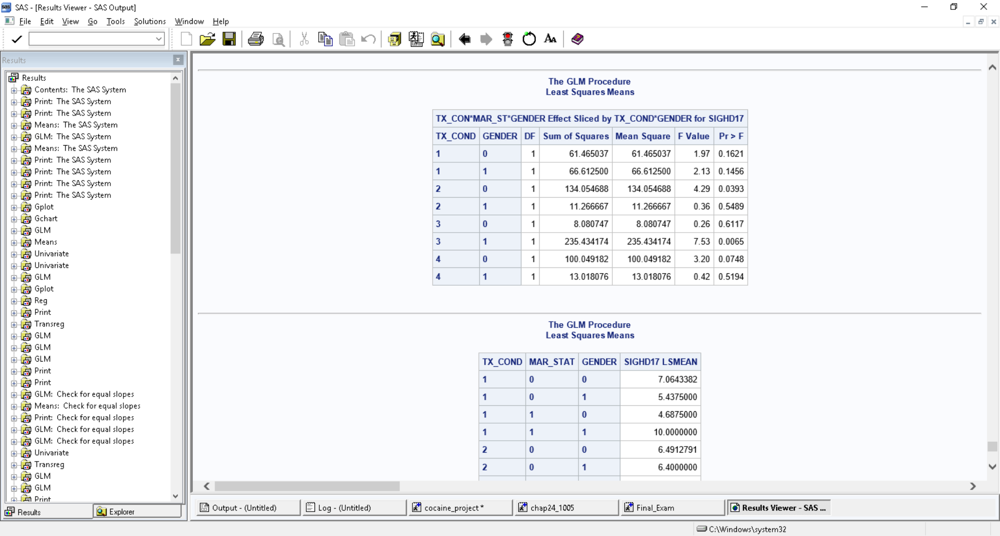 SAS - [Results Viewer - SAS Output]
File Edit View Go Tools Solutions Window Help
Results
Results
Contents: The SAS System
Print: The SAS System
Print: The SAS System
Means: The SAS System
GLM: The SAS System
Means: The SAS System
Print: The SAS System
Print: The SAS System
Print: The SAS System
Print: The SAS System
Gplot
Gchart
GLM
Means
Univariate
Univariate
GLM
Gplot
Reg
Print
Transreg
GLM
GLM
GLM
Print
Print
GLM: Check for equal slopes
Means: Check for equal slopes
Print: Check for equal slopes
GLM: Check for equal slopes
GLM: Check for equal slopes
Univariate
Transreg
GLM
GLM
Print
Results Explorer
The GLM Procedure
Least Squares Means
TX_CON*MAR_ST*GENDER Effect Sliced by TX_COND*GENDER for SIGHD17
TX_COND GENDER DF Sum of Squares Mean Square F Value Pr > F
1 0 1 61.465037 61.465037 1.97 0.1621
1 1 1 66.612500 66.612500 2.13 0.1456
2 0 1 134.054688 134.054688 4.29 0.0393
2 1 1 11.266667 11.266667 0.36 0.5489
3 0 1 8.080747 8.080747 0.26 0.6117
3 1 1 235.434174 235.434174 7.53 0.0065
4 0 1 100.049182 100.049182 3.20 0.0748
4 1 1 13.018076 13.018076 0.42 0.5194
The GLM Procedure
Least Squares Means
TX_COND MAR_STAT GENDER SIGHD17 LSMEAN
1 0 0 7.0643382
1 0 1 5.4375000
1 1 0 4.6875000
1 1 1 10.0000000
2 0 0 6.4912791
2 0 1 6.4000000
Output - (Untitled) Log - (Untitled) cocaine_project * chap24_1005 Final_Exam Results Viewer - SAS ...
C:\Windows\system32